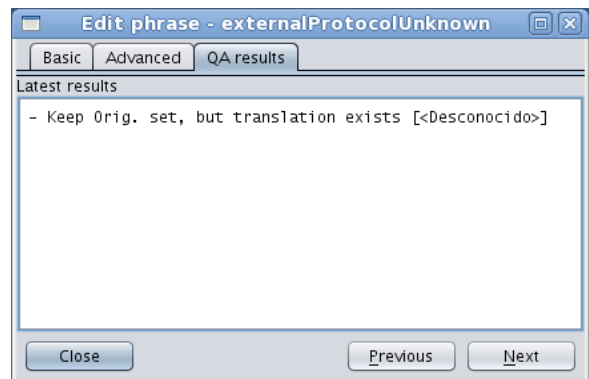 Edit phrase - externalProtocolUnknown
Basic Advanced QA results
Latest results
- Keep Orig. set, but translation exists [<Desconocido>]
Close Previous Next